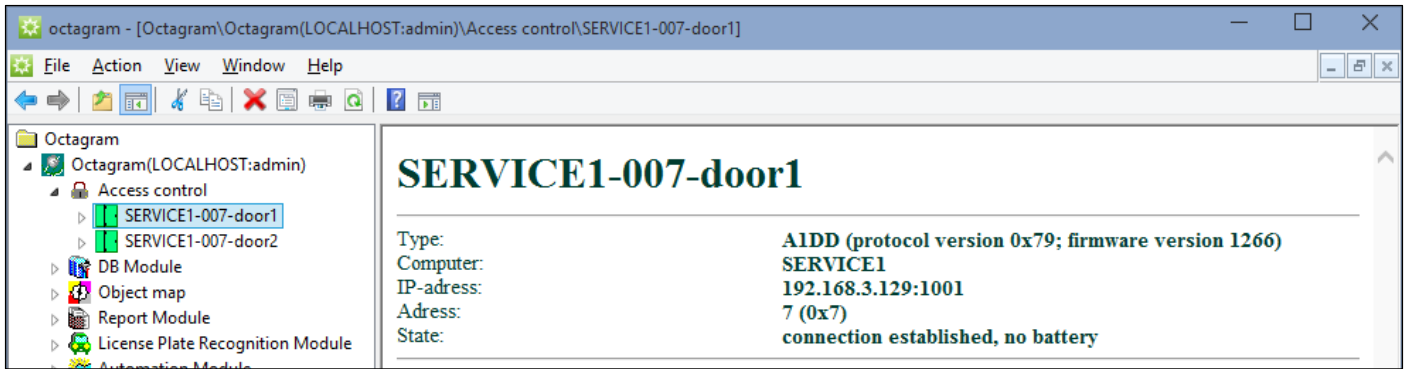 octagram - [Octagram\Octagram(LOCALHOST:admin)\Access control\SERVICE1-007-door1]
File Action View Window Help
Octagram
Octagram(LOCALHOST:admin)
Access control
SERVICE1-007-door1
SERVICE1-007-door2
DB Module
Object map
Report Module
License Plate Recognition Module
Automation Module
SERVICE1-007-door1
Type: A1DD (protocol version 0x79; firmware version 1266)
Computer: SERVICE1
IP-adress: 192.168.3.129:1001
Adress: 7 (0x7)
State: connection established, no battery